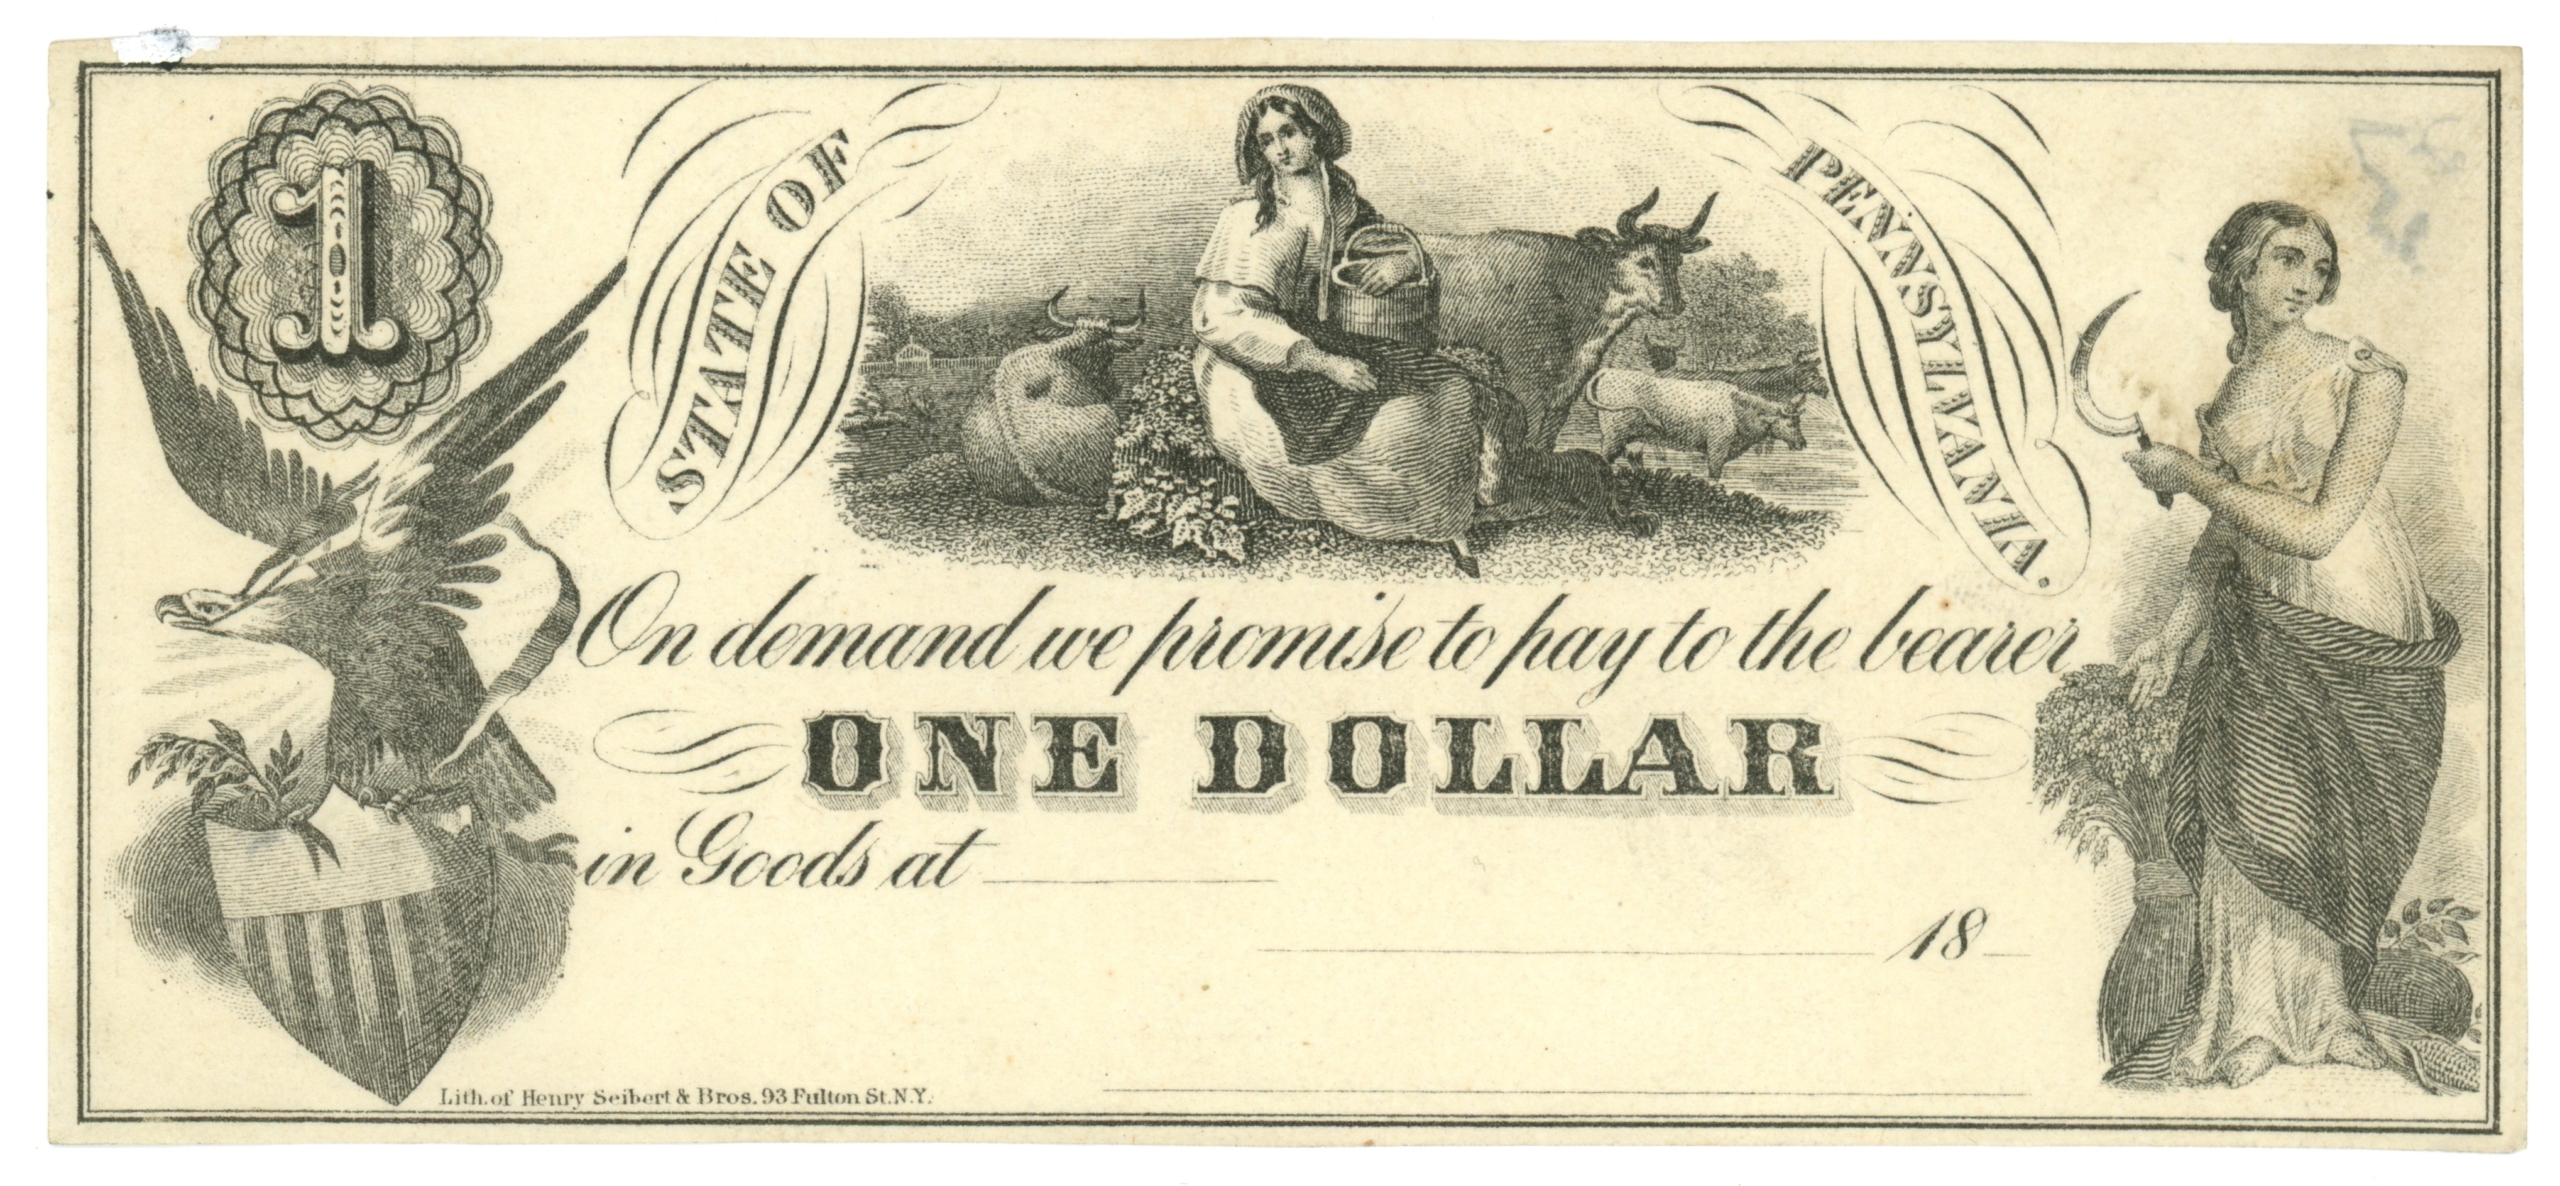 1
STATE OF
PENNSYLVANIA.
On demand we promise to pay to the bearer
ONE DOLLAR
in Goods at
18
Lith. of Henry Seibert & Bros. 93 Fulton St. N.Y.